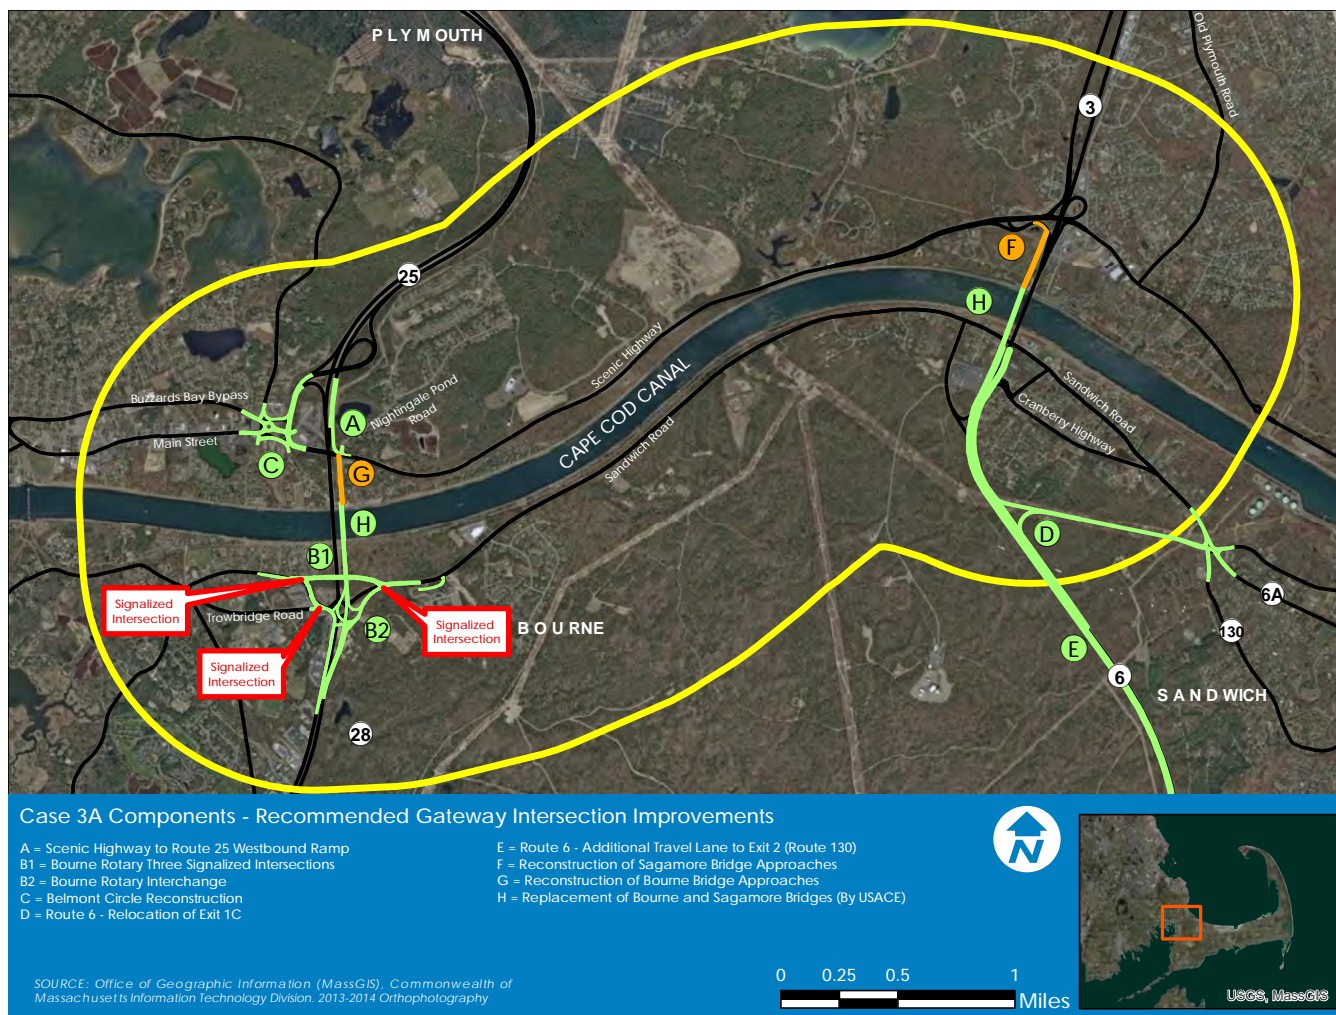 PLYMOUTH
Old Plymouth Road
3
25
F
H
Scenic Highway
CAPE COD CANAL
Sandwich Road
Buzzards Bay Bypass
Main Street
Nightingale Pond
Road
A
C
G
H
Sandwich Road
Cranberry Highway
D
B1
Signalized
Intersection
Trowbridge Road
B2
Signalized
Intersection
BOURNE
Signalized
Intersection
6A
130
E
6
SANDWICH
28
Case 3A Components - Recommended Gateway Intersection Improvements
A = Scenic Highway to Route 25 Westbound Ramp
B1 = Bourne Rotary Three Signalized Intersections
B2 = Bourne Rotary Interchange
C = Belmont Circle Reconstruction
D = Route 6 - Relocation of Exit 1C
E = Route 6 - Additional Travel Lane to Exit 2 (Route 130)
F = Reconstruction of Sagamore Bridge Approaches
G = Reconstruction of Bourne Bridge Approaches
H = Replacement of Bourne and Sagamore Bridges (By USACE)
N
SOURCE: Office of Geographic Information (MassGIS), Commonwealth of
Massachusetts Information Technology Division. 2013-2014 Orthophotography
0 0.25 0.5 1
Miles
USGS, MassGIS